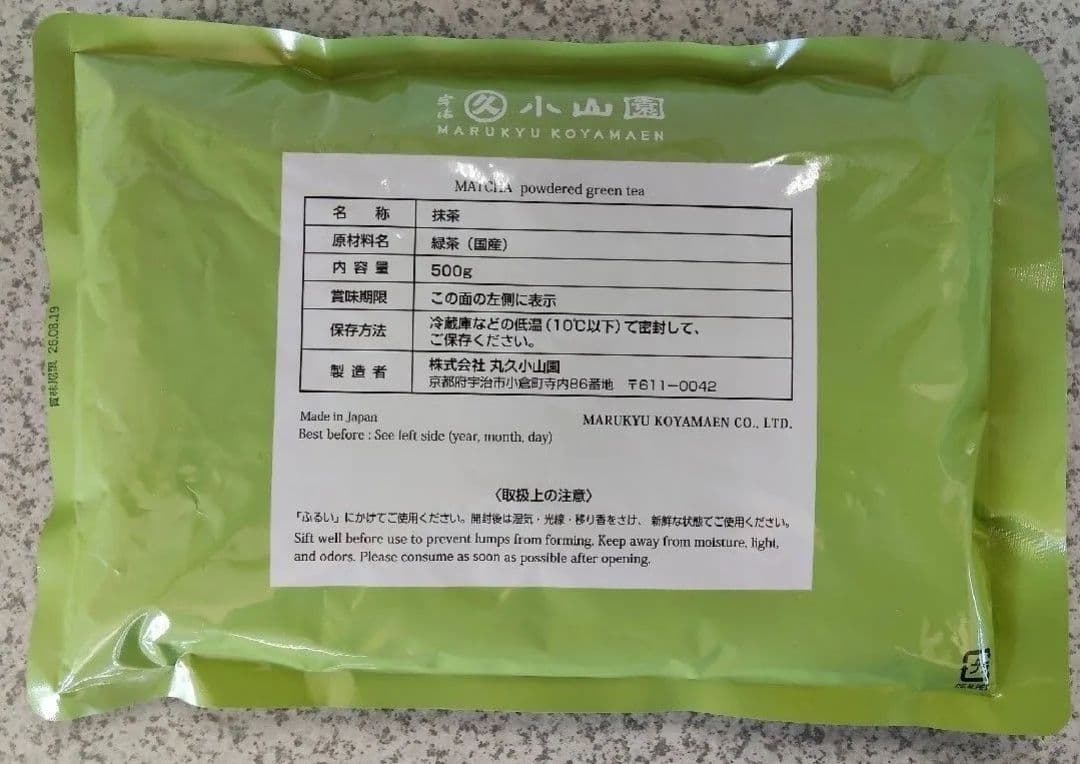 宇治 久 小山園
MARUKYU KOYAMAEN
MATCHA powdered green tea
名 称 抹茶
原材料名 緑茶（国産）
内容量 500g
賞味期限 この面の左側に表示
保存方法 冷蔵庫などの低温（10℃以下）で密封して、
ご保存ください。
製造者 株式会社 丸久小山園
京都府宇治市小倉町寺内86番地 〒611-0042
Made in Japan
MARUKYU KOYAMAEN CO., LTD.
Best before : See left side (year, month, day)
〈取扱上の注意〉
「ふるい」にかけてご使用ください。開封後は湿気・光線・移り香をさけ、新鮮な状態でご使用ください。
Sift well before use to prevent lumps from forming. Keep away from moisture, light,
and odors. Please consume as soon as possible after opening.
賞味期限 26.08.19
プラ